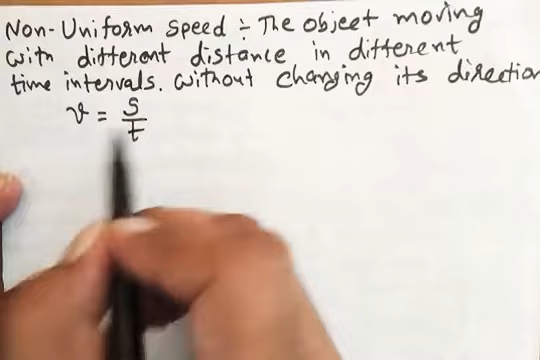 Non-Uniform speed ÷ The object moving
with different distance in different
time intervals. without changing its direction
v = S/t